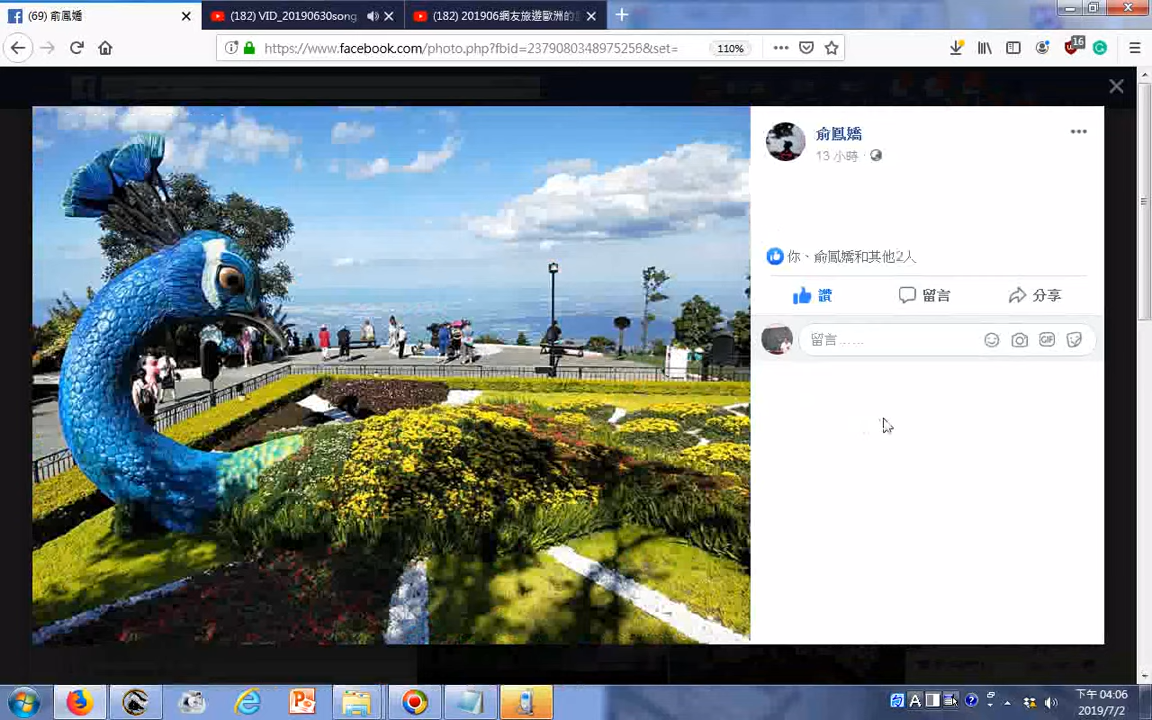 (69) 俞鳳嬌
(182) VID_20190630song
(182) 201906網友旅遊歐洲的
https://www.facebook.com/photo.php?fbid=2379080348975256&set=
110%
16
俞鳳嬌
13 小時
你、俞鳳嬌和其他2人
讚
留言
分享
留言……
GIF
A
下午 04:06
2019/7/2